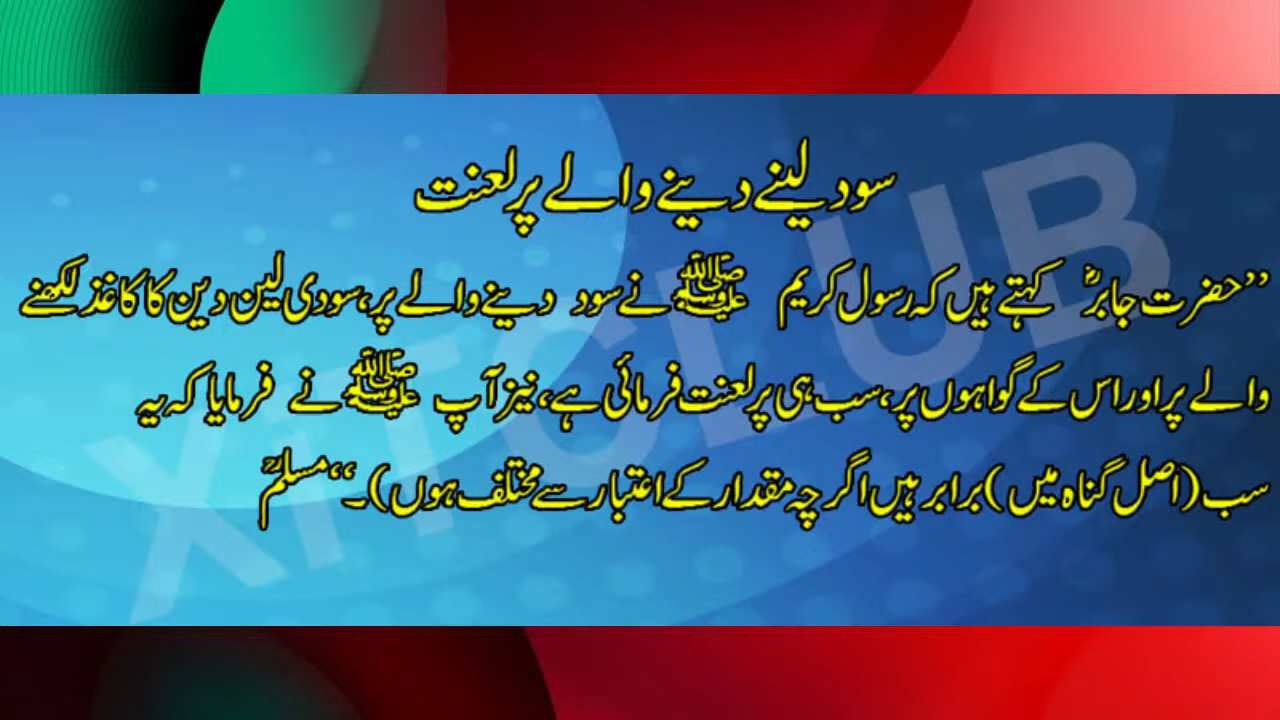 سود لینے دینے والے پر لعنت
’’حضرت جابرؓ کہتے ہیں کہ رسول کریم ﷺ نے سود دینے والے پر، سودی لین دین کا کاغذ لکھنے
والے پر اور اس کے گواہوں پر، سب ہی پر لعنت فرمائی ہے، نیز آپ ﷺ نے فرمایا کہ یہ
سب (اصل گناہ میں) برابر ہیں اگرچہ مقدار کے اعتبار سے مختلف ہوں)۔‘‘ مسلمؒ
XITCLUB